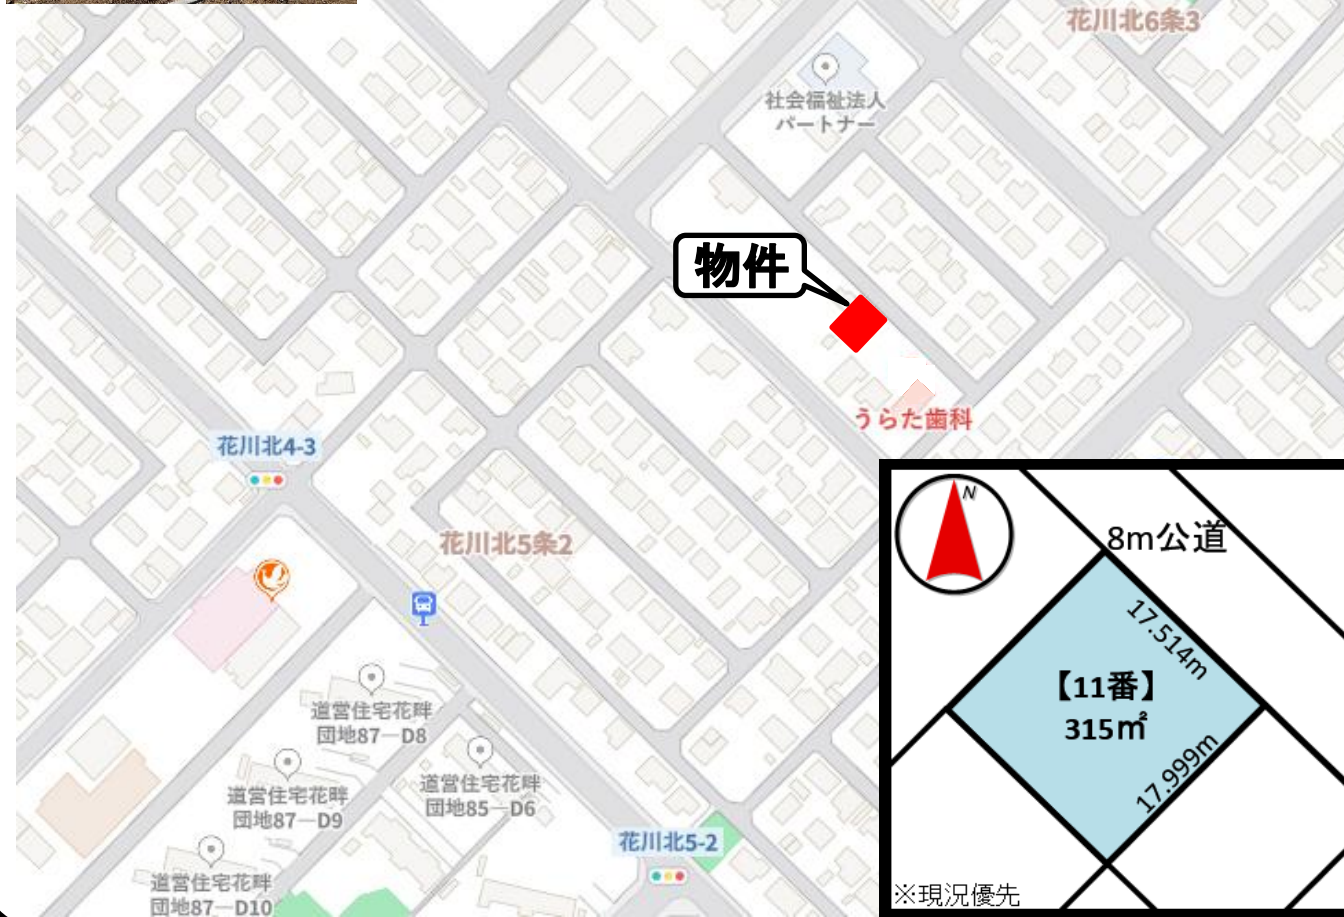 花川北6条3
社会福祉法人
パートナー
物件
うらた歯科
花川北4-3
花川北5条2
道営住宅花畔
団地87-D8
道営住宅花畔
団地87-D9
道営住宅花畔
団地85-D6
花川北5-2
道営住宅花畔
団地87-D10
N
8m公道
17.514m
【11番】
315㎡
17.999m
※現況優先